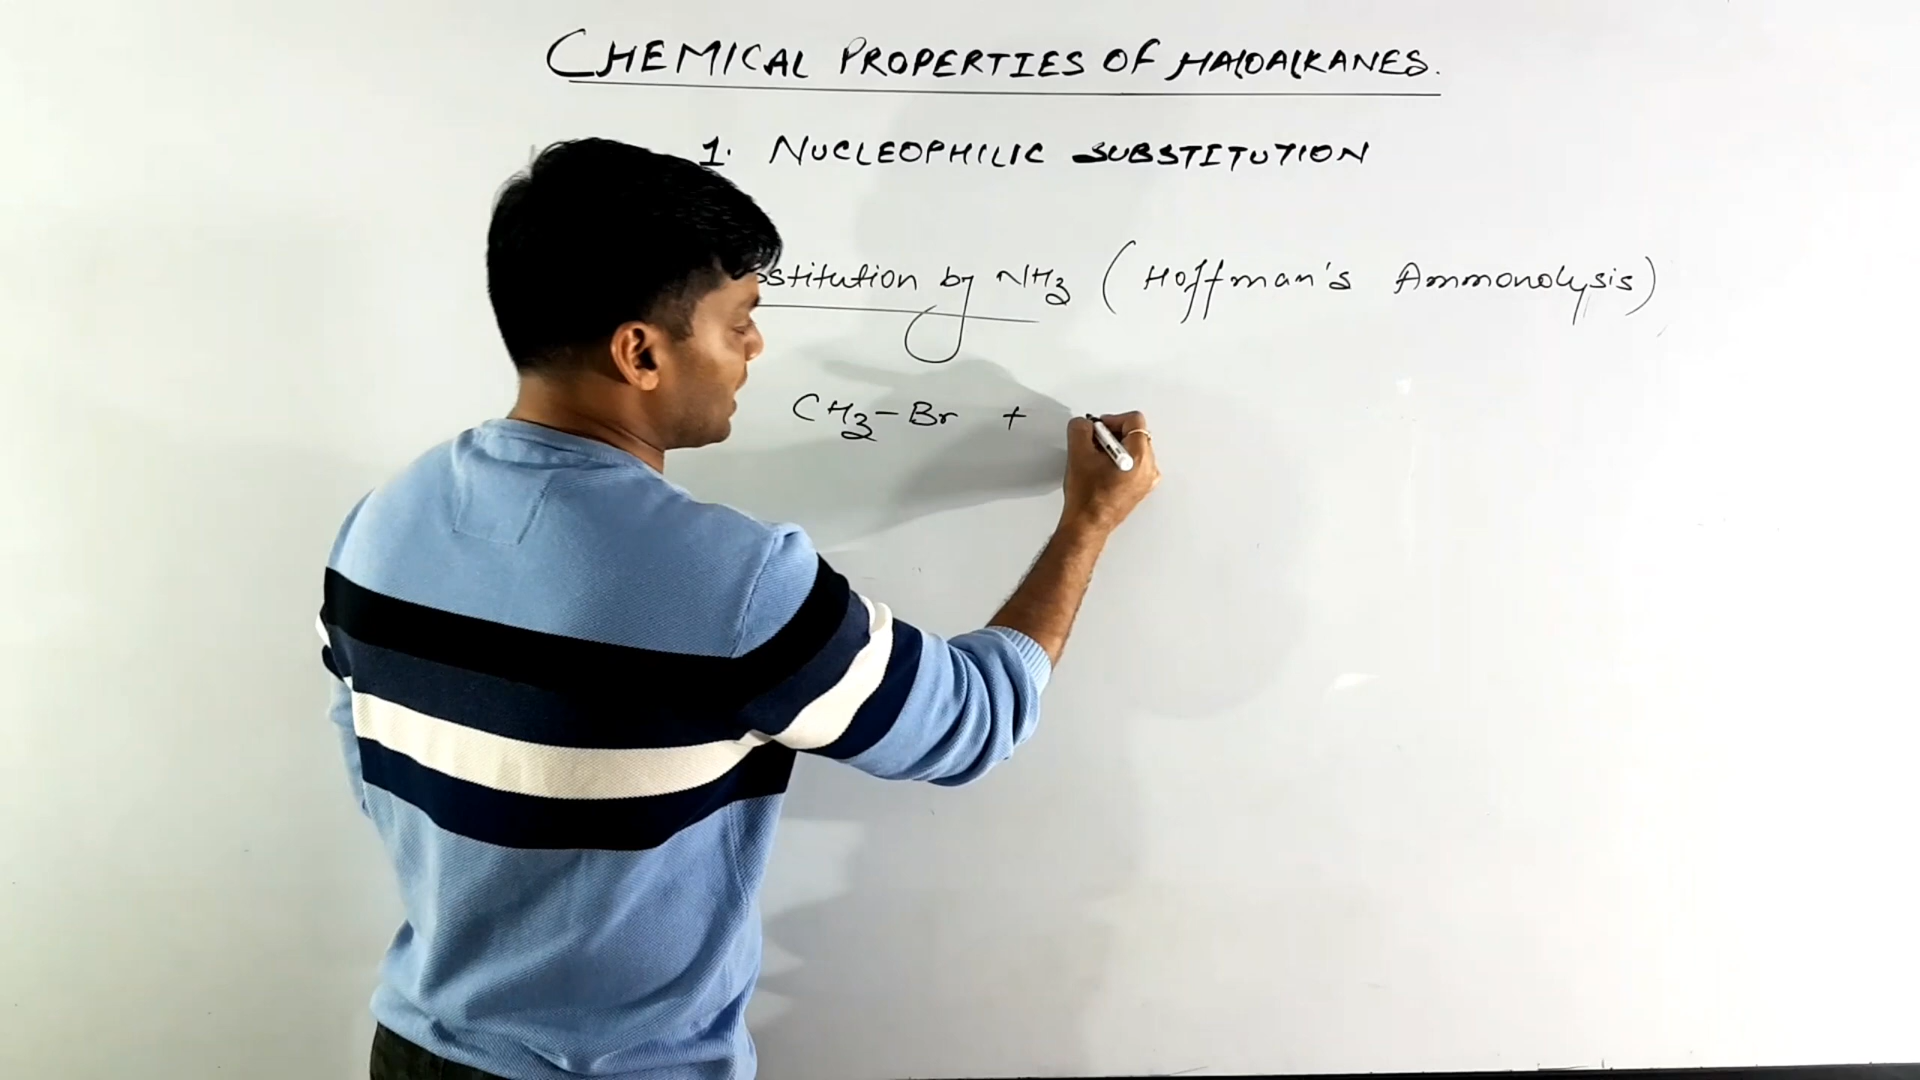 CHEMICAL PROPERTIES OF HALOALKANES.
1. NUCLEOPHILIC SUBSTITUTION
stitution by NH3 (Hoffman's Ammonolysis)
CH3-Br +